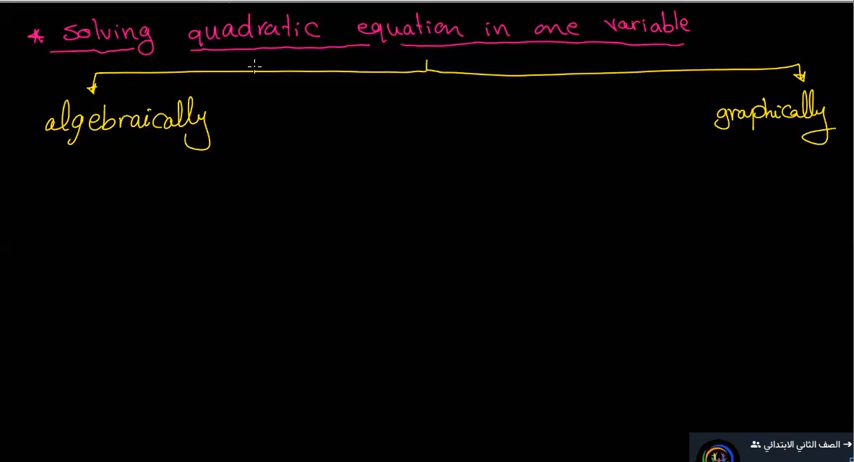 * solving quadratic equation in one variable
algebraically
graphically
الصف الثاني الابتدائي